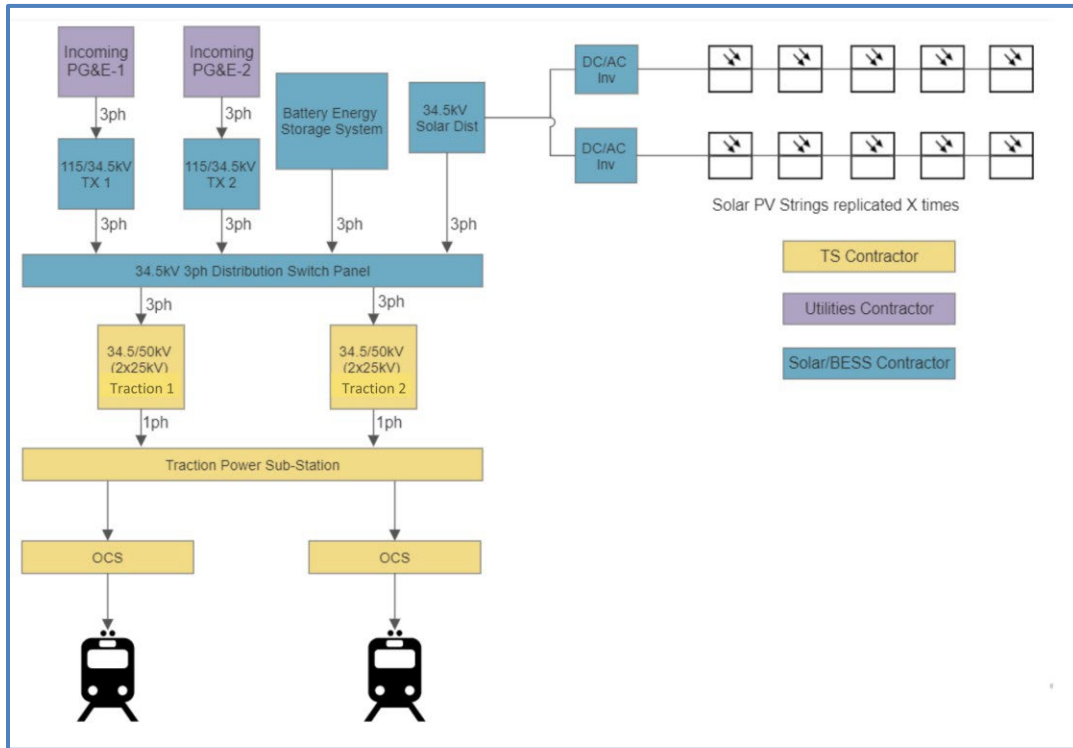 Incoming
PG&E-1
Incoming
PG&E-2
3ph
3ph
115/34.5kV
TX 1
115/34.5kV
TX 2
Battery Energy
Storage System
34.5kV
Solar Dist
DC/AC
Inv
DC/AC
Inv
Solar PV Strings replicated X times
3ph
3ph
3ph
3ph
34.5kV 3ph Distribution Switch Panel
3ph
3ph
34.5/50kV
(2x25kV)
Traction 1
34.5/50kV
(2x25kV)
Traction 2
1ph
1ph
Traction Power Sub-Station
OCS
OCS
TS Contractor
Utilities Contractor
Solar/BESS Contractor